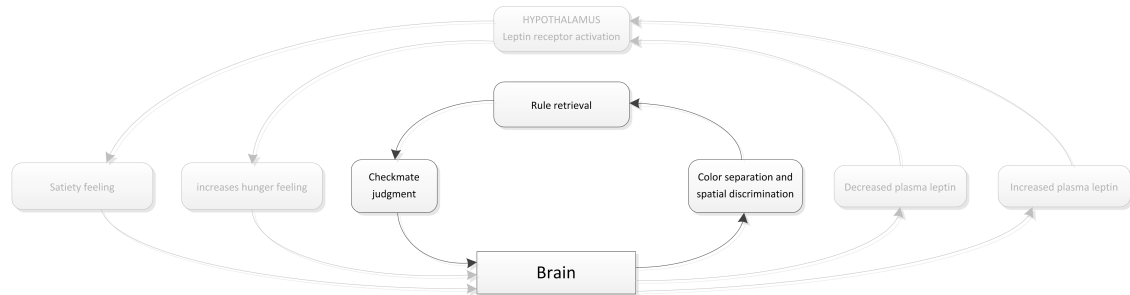 HYPOTHALAMUS
Leptin receptor activation
Rule retrieval
Satiety feeling
increases hunger feeling
Checkmate
judgment
Color separation and
spatial discrimination
Decreased plasma leptin
Increased plasma leptin
Brain